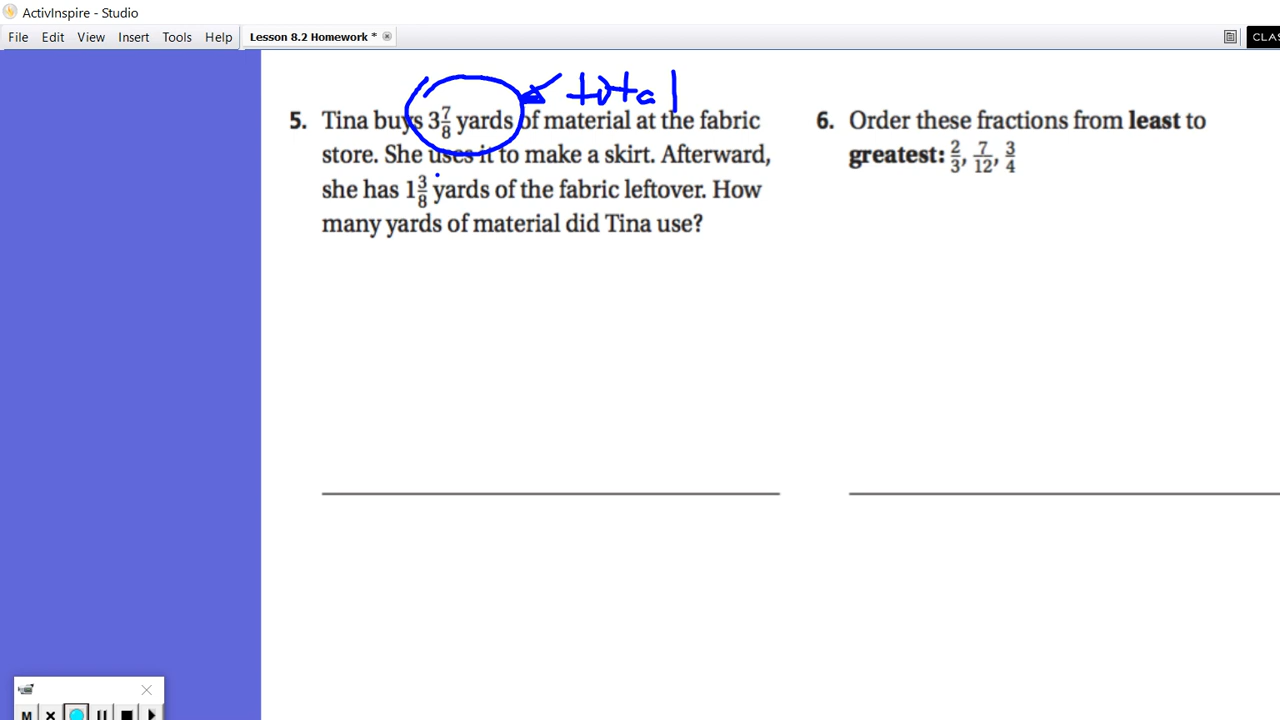 ActivInspire - Studio
File Edit View Insert Tools Help Lesson 8.2 Homework *
CLAS
total
5. Tina buys 3 7/8 yards of material at the fabric
store. She uses it to make a skirt. Afterward,
she has 1 3/8 yards of the fabric leftover. How
many yards of material did Tina use?
6. Order these fractions from least to
greatest: 2/3, 7/12, 3/4
M